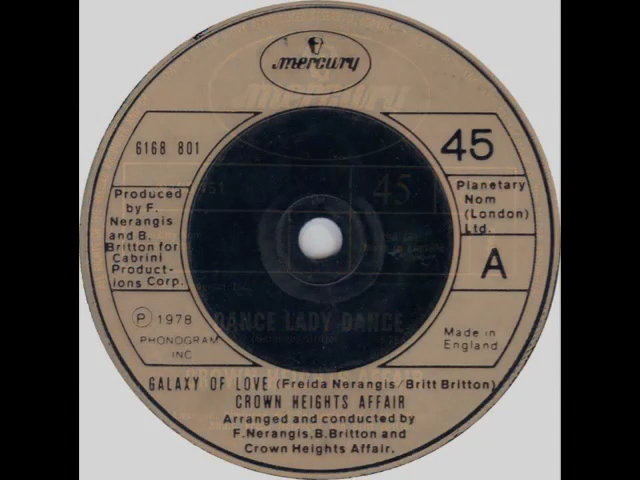 mercury
6168 801
45
Produced
by F.
Nerangis
and B.
Britton for
Cabrini
Product-
ions Corp.
Planetary
Nom
(London)
Ltd.
A
45
DANCE LADY DANCE
Ⓟ 1978
PHONOGRAM
INC
Made in
England
GALAXY OF LOVE (Freida Nerangis/Britt Britton)
CROWN HEIGHTS AFFAIR
Arranged and conducted by
F.Nerangis,B.Britton and
Crown Heights Affair.